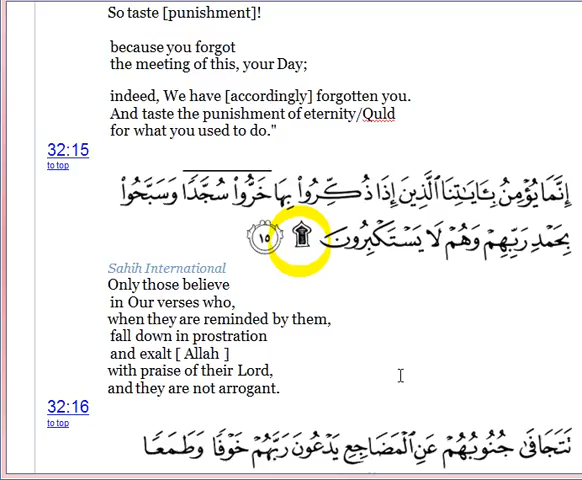 So taste [punishment]!
because you forgot
the meeting of this, your Day;
indeed, We have [accordingly] forgotten you.
And taste the punishment of eternity/Quld
for what you used to do."
32:15
to top
إِنَّمَا يُؤْمِنُ بِـَٔايَـٰتِنَا ٱلَّذِينَ إِذَا ذُكِّرُوا۟ بِهَا خَرُّوا۟ سُجَّدًا وَسَبَّحُوا۟
بِحَمْدِ رَبِّهِمْ وَهُمْ لَا يَسْتَكْبِرُونَ ۩ ١٥
Sahih International
Only those believe
in Our verses who,
when they are reminded by them,
fall down in prostration
and exalt [ Allah ]
with praise of their Lord,
and they are not arrogant.
32:16
to top
تَتَجَافَىٰ جُنُوبُهُمْ عَنِ ٱلْمَضَاجِعِ يَدْعُونَ رَبَّهُمْ خَوْفًا وَطَمَعًا